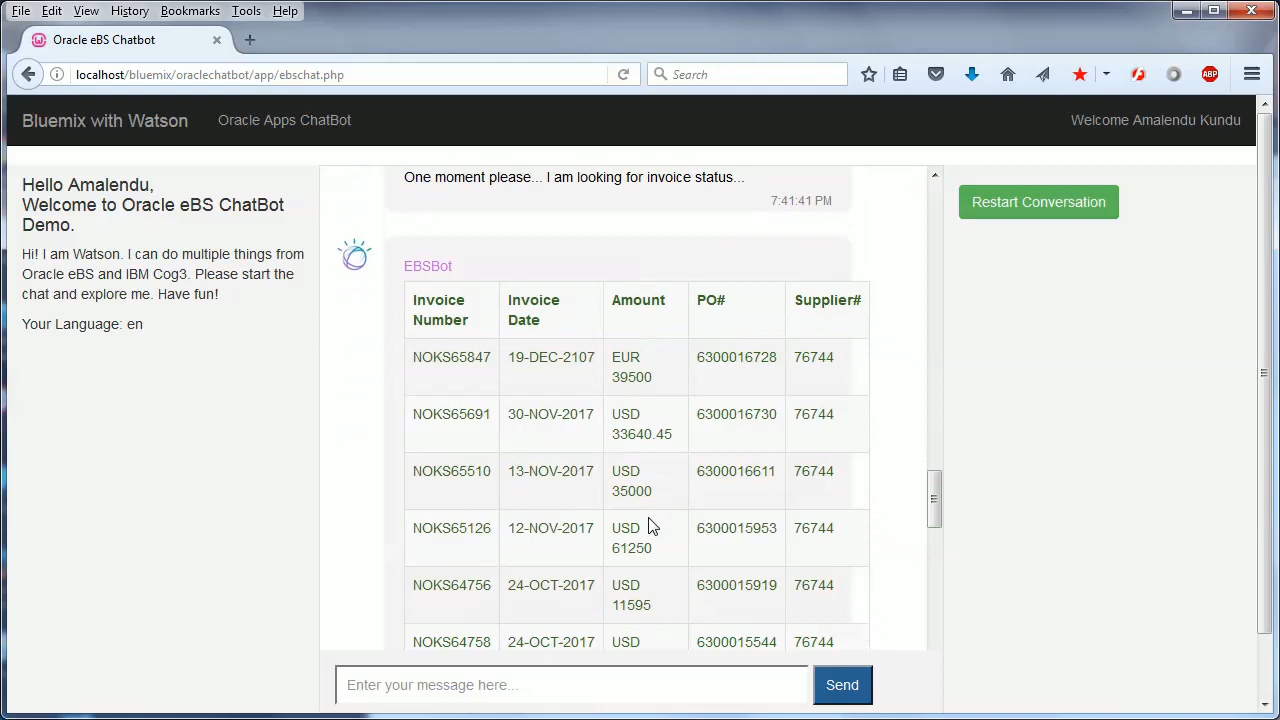 File Edit View History Bookmarks Tools Help
Oracle eBS Chatbot
localhost/bluemix/oraclechatbot/app/ebschat.php
Search
ABP
Bluemix with Watson Oracle Apps ChatBot Welcome Amalendu Kundu
Hello Amalendu,
Welcome to Oracle eBS ChatBot
Demo.
Hi! I am Watson. I can do multiple things from
Oracle eBS and IBM Cog3. Please start the
chat and explore me. Have fun!
Your Language: en
One moment please... I am looking for invoice status...
7:41:41 PM
EBSBot
Invoice Number Invoice Date Amount PO# Supplier#
NOKS65847 19-DEC-2107 EUR 39500 6300016728 76744
NOKS65691 30-NOV-2017 USD 33640.45 6300016730 76744
NOKS65510 13-NOV-2017 USD 35000 6300016611 76744
NOKS65126 12-NOV-2017 USD 61250 6300015953 76744
NOKS64756 24-OCT-2017 USD 11595 6300015919 76744
NOKS64758 24-OCT-2017 USD 6300015544 76744
Enter your message here...
Send
Restart Conversation